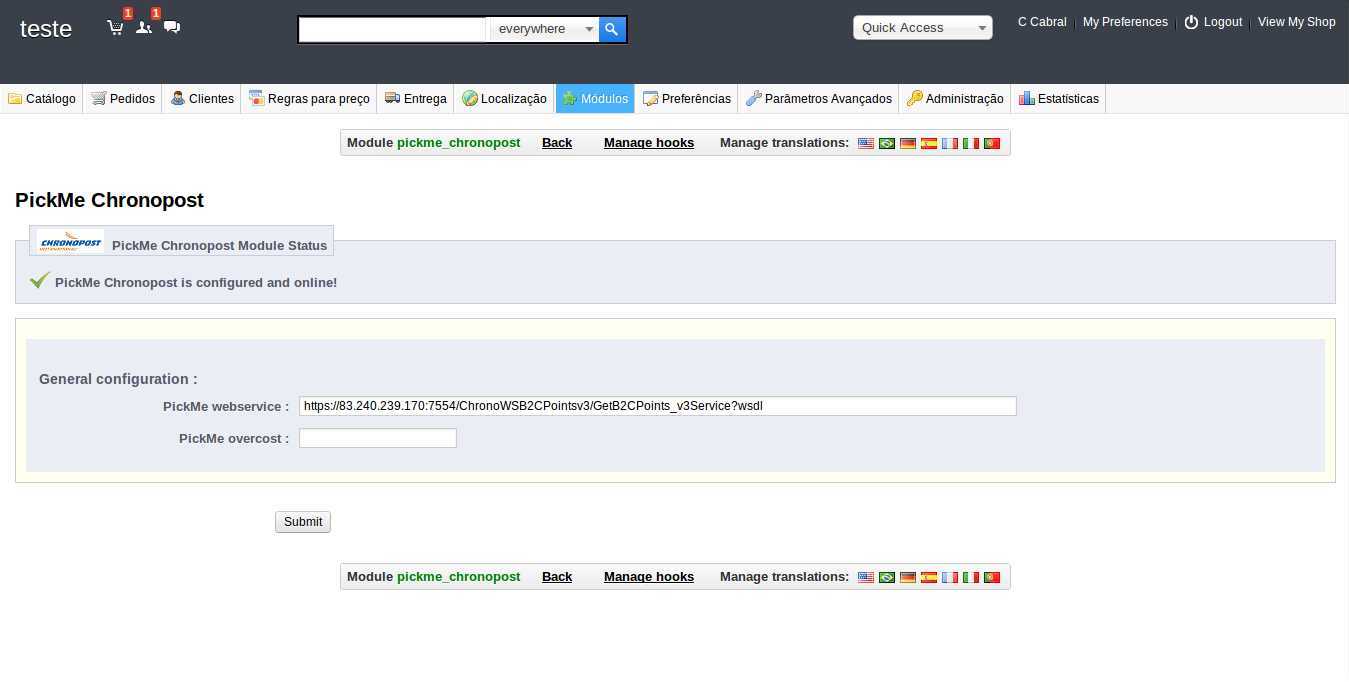 teste
1
1
everywhere
Quick Access
C Cabral
My Preferences
Logout
View My Shop
Catálogo
Pedidos
Clientes
Regras para preço
Entrega
Localização
Módulos
Preferências
Parâmetros Avançados
Administração
Estatísticas
Module pickme_chronopost Back Manage hooks Manage translations:
PickMe Chronopost
CHRONOPOST
INTERNATIONAL
PickMe Chronopost Module Status
PickMe Chronopost is configured and online!
General configuration :
PickMe webservice : https://83.240.239.170:7554/ChronoWSB2CPointsv3/GetB2CPoints_v3Service?wsdl
PickMe overcost :
Submit
Module pickme_chronopost Back Manage hooks Manage translations: